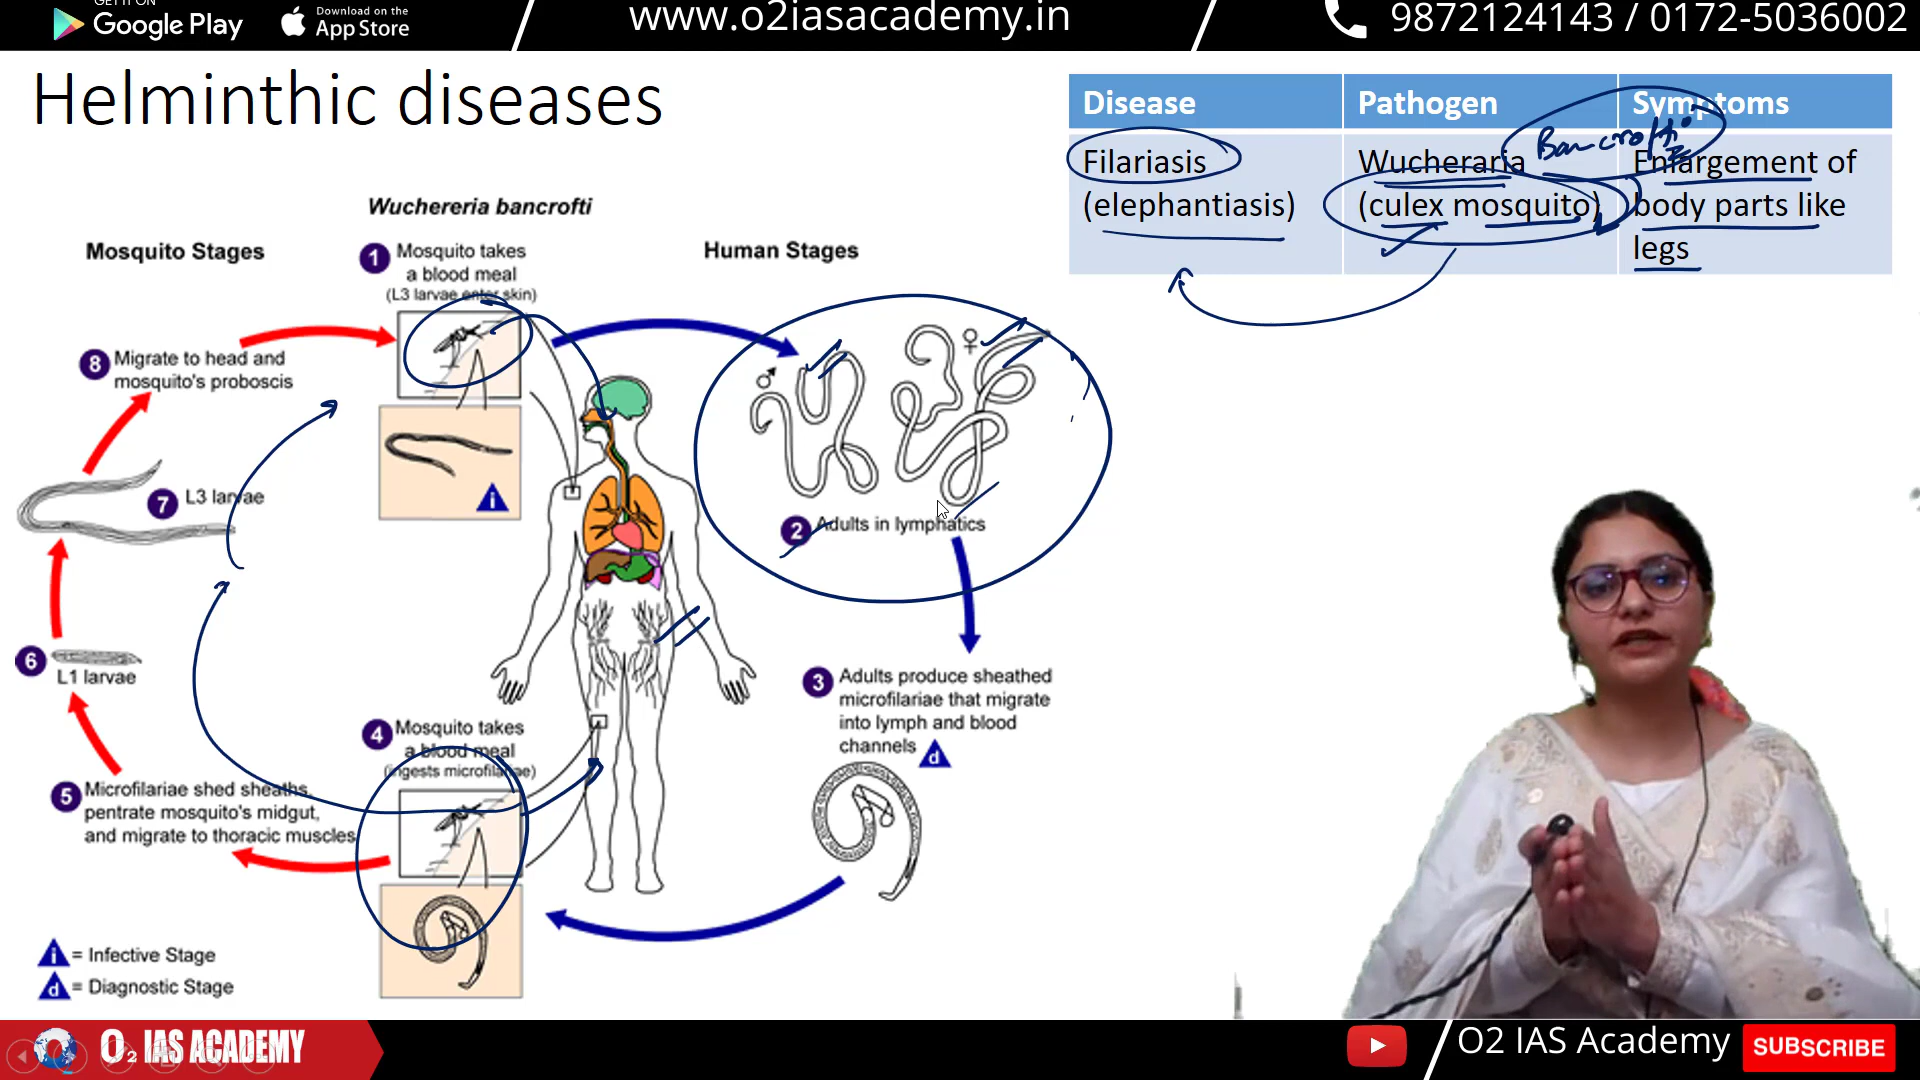 GET IT ON
Google Play
Download on the
App Store
www.o2iasacademy.in
9872124143 / 0172-5036002
Helminthic diseases
Disease
Pathogen
Symptoms
Filariasis
(elephantiasis)
Wucheraria
(culex mosquito)
Bancrofti
Enlargement of
body parts like
legs
Wuchereria bancrofti
Mosquito Stages
Human Stages
1
Mosquito takes
a blood meal
(L3 larvae enter skin)
8
Migrate to head and
mosquito's proboscis
7
L3 larvae
i
♂
♀
2
Adults in lymphatics
6
L1 larvae
3
Adults produce sheathed
microfilariae that migrate
into lymph and blood
channels
d
4
Mosquito takes
a blood meal
(ingests microfilariae)
5
Microfilariae shed sheaths,
pentrate mosquito's midgut,
and migrate to thoracic muscles
i = Infective Stage
d = Diagnostic Stage
O2 IAS ACADEMY
O2 IAS Academy
SUBSCRIBE